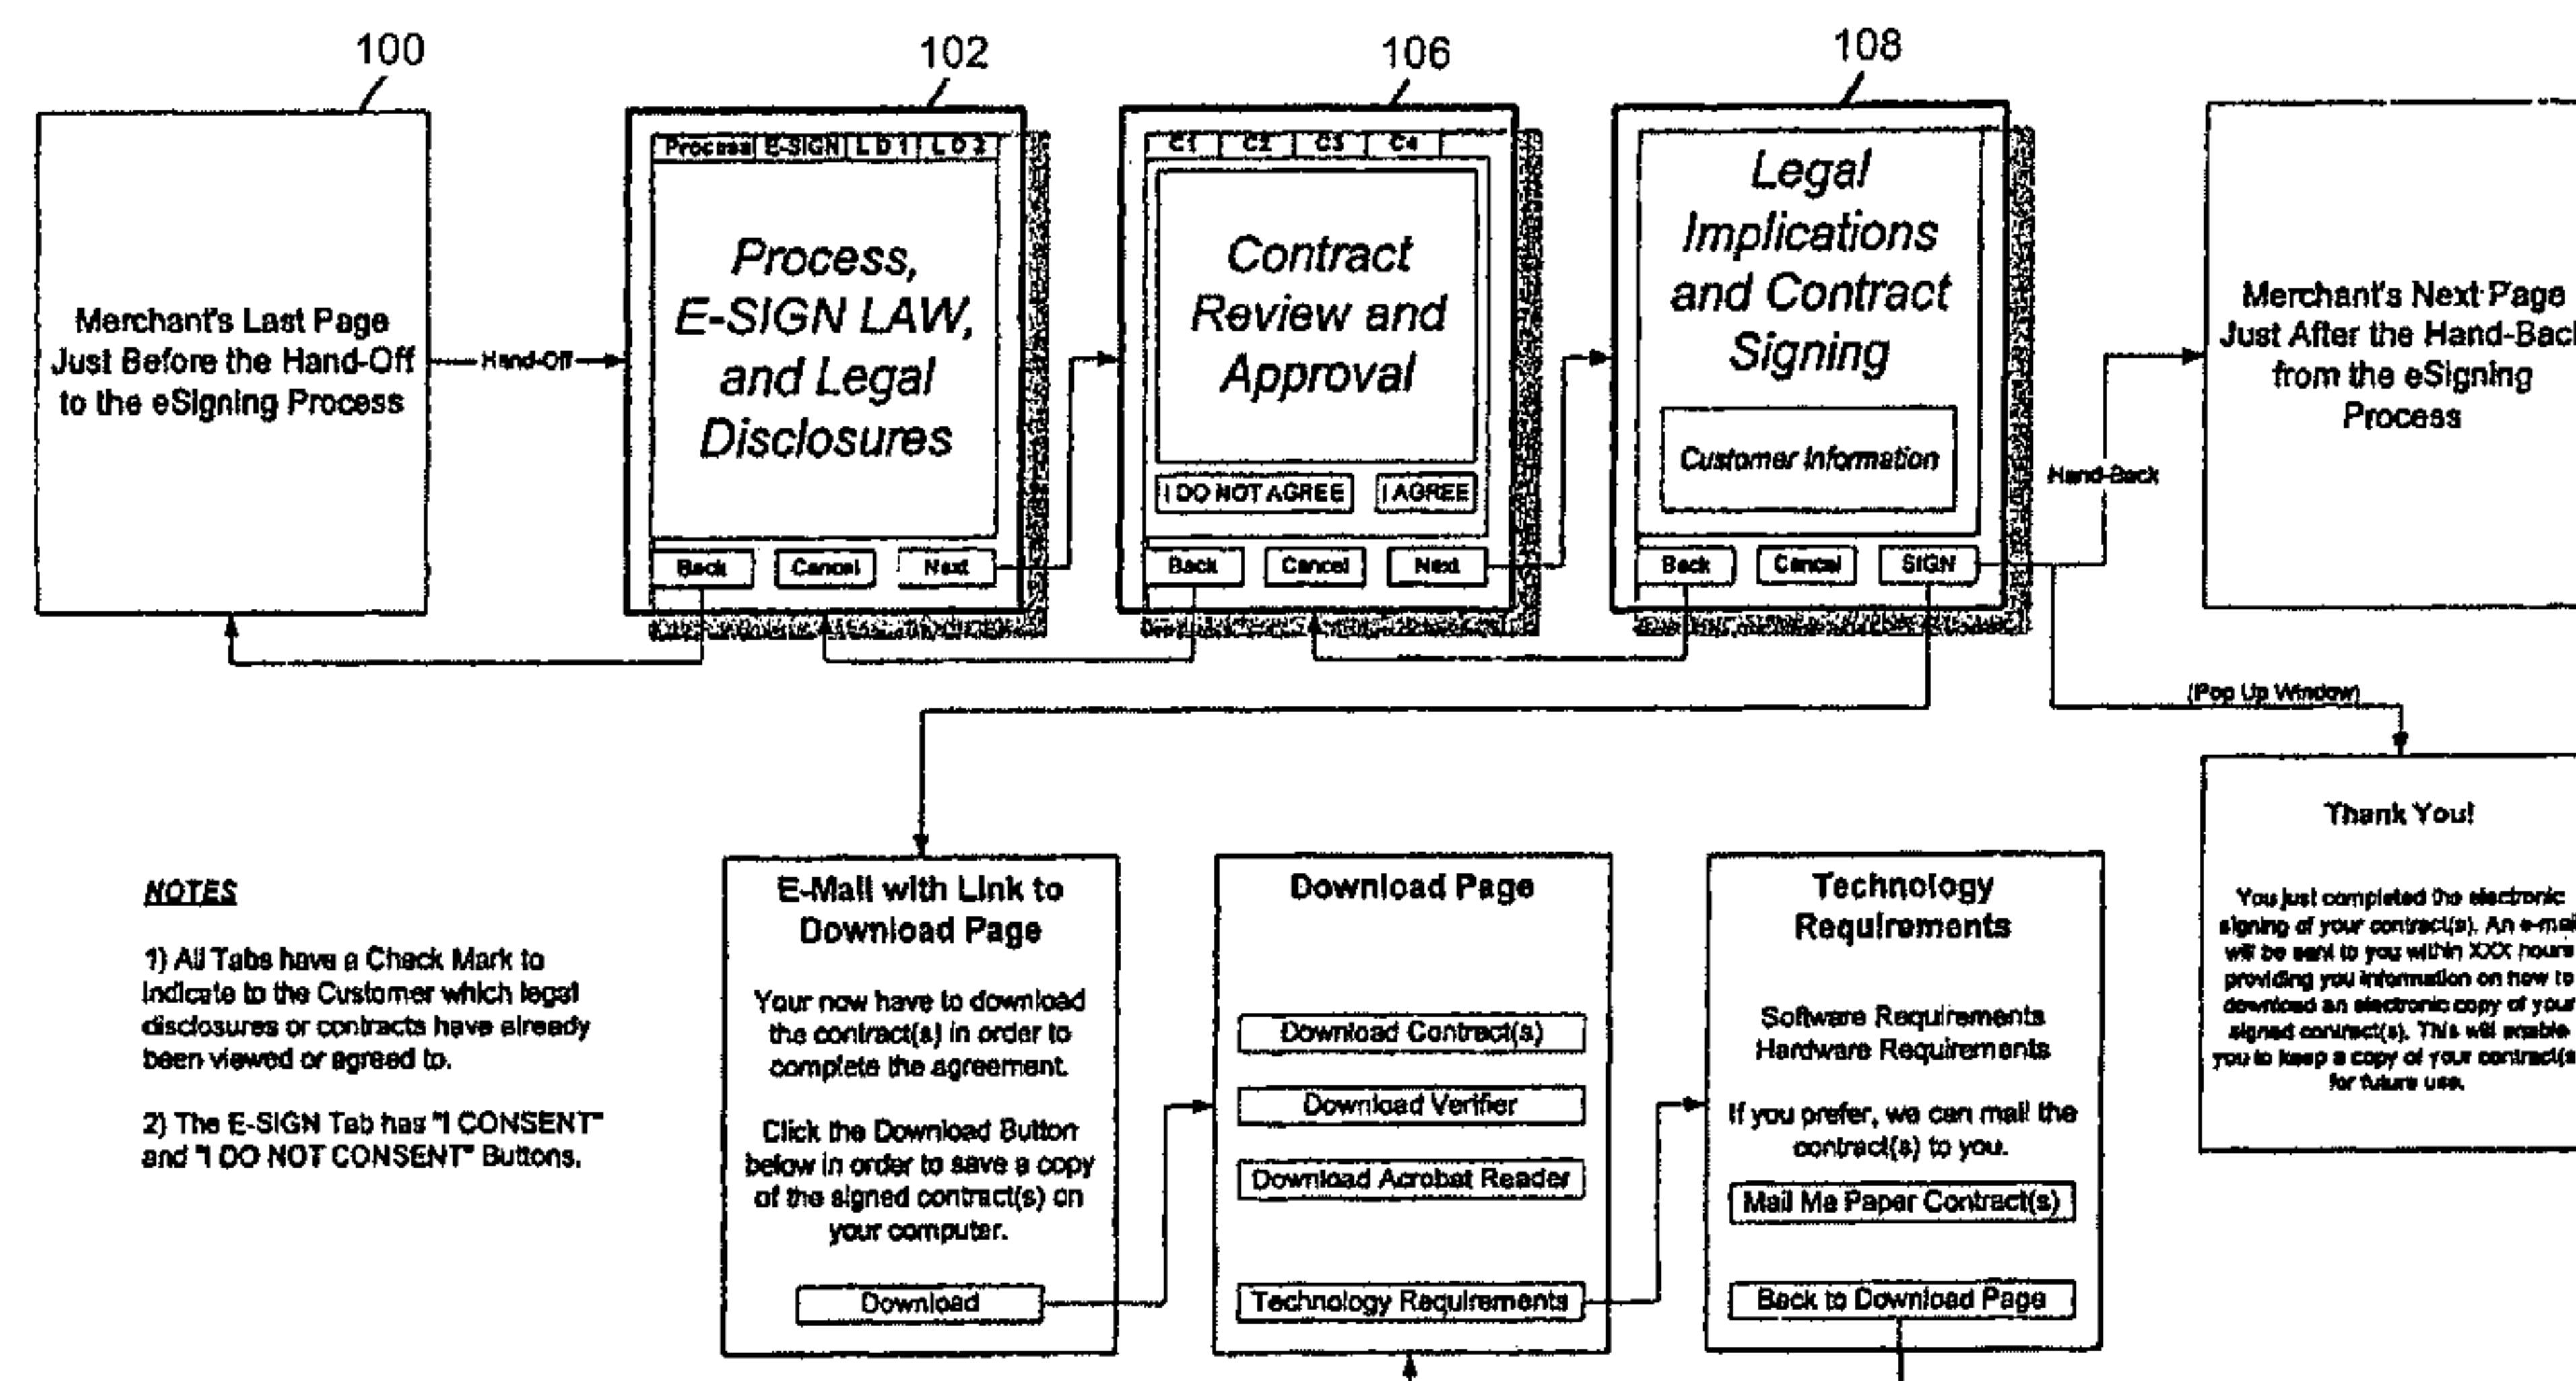 100
102
106
108
Merchant's Last Page
Just Before the Hand-Off
to the eSigning Process
Hand-Off
Process E-SIGN L D 1 L D 2
Process,
E-SIGN LAW,
and Legal
Disclosures
Back Cancel Next
C1 C2 C3 C4
Contract
Review and
Approval
I DO NOT AGREE I AGREE
Back Cancel Next
Legal
Implications
and Contract
Signing
Customer Information
Back Cancel SIGN
Hand-Back
Merchant's Next Page
Just After the Hand-Back
from the eSigning
Process
(Pop Up Window)
Thank You!
You just completed the electronic
signing of your contract(s). An e-mail
will be sent to you within XXX hours
providing you information on how to
download an electronic copy of your
signed contract(s). This will enable
you to keep a copy of your contract(s
for future use.
NOTES
1) All Tabs have a Check Mark to
indicate to the Customer which legal
disclosures or contracts have already
been viewed or agreed to.
2) The E-SIGN Tab has "I CONSENT"
and "I DO NOT CONSENT" Buttons.
E-Mail with Link to
Download Page
Your now have to download
the contract(s) in order to
complete the agreement.
Click the Download Button
below in order to save a copy
of the signed contract(s) on
your computer.
Download
Download Page
Download Contract(s)
Download Verifier
Download Acrobat Reader
Technology Requirements
Technology
Requirements
Software Requirements
Hardware Requirements
If you prefer, we can mail the
contract(s) to you.
Mail Me Paper Contract(s)
Back to Download Page